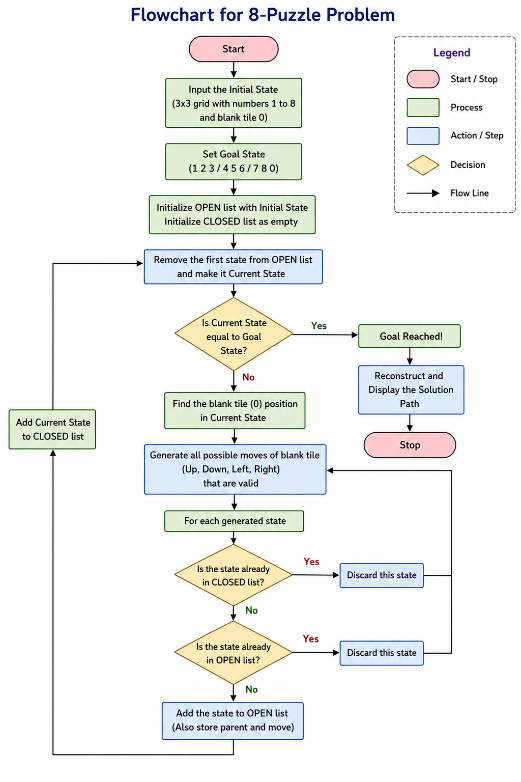 Flowchart for 8-Puzzle Problem
Start
Legend
Start / Stop
Process
Action / Step
Decision
Flow Line
Input the Initial State
(3x3 grid with numbers 1 to 8
and blank tile 0)
Set Goal State
(1 2 3 / 4 5 6 / 7 8 0)
Initialize OPEN list with Initial State
Initialize CLOSED list as empty
Remove the first state from OPEN list
and make it Current State
Is Current State
equal to Goal
State?
Yes
Goal Reached!
Reconstruct and
Display the Solution
Path
Stop
No
Find the blank tile (0) position
in Current State
Add Current State
to CLOSED list
Generate all possible moves of blank tile
(Up, Down, Left, Right)
that are valid
For each generated state
Is the state already
in CLOSED list?
Yes
Discard this state
No
Is the state already
in OPEN list?
Yes
Discard this state
No
Add the state to OPEN list
(Also store parent and move)